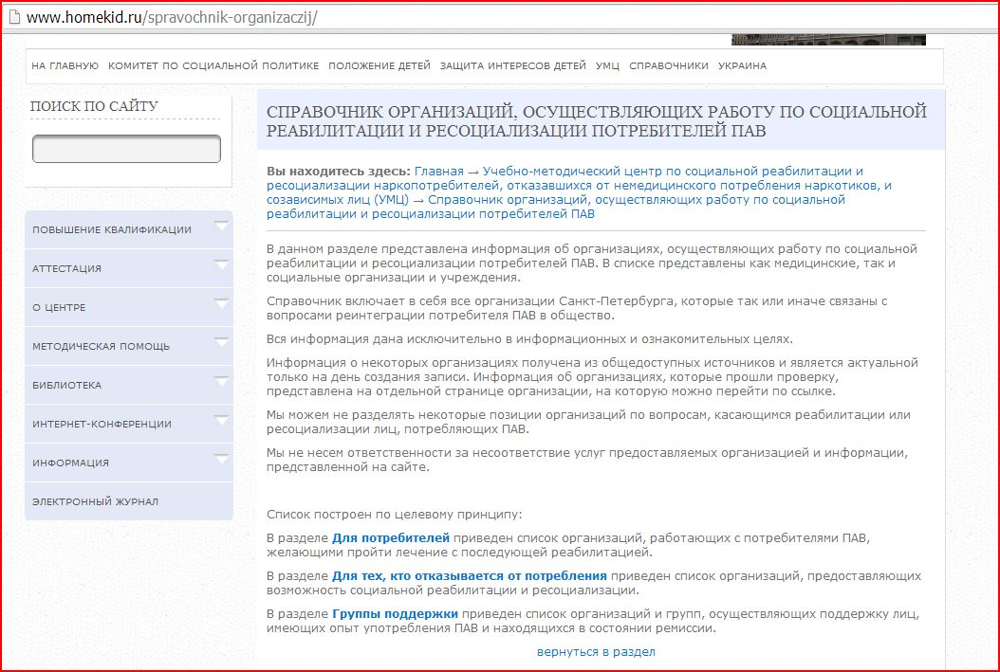 www.homekid.ru/spravochnik-organizaczij/
НА ГЛАВНУЮ КОМИТЕТ ПО СОЦИАЛЬНОЙ ПОЛИТИКЕ ПОЛОЖЕНИЕ ДЕТЕЙ ЗАЩИТА ИНТЕРЕСОВ ДЕТЕЙ УМЦ СПРАВОЧНИКИ УКРАИНА
ПОИСК ПО САЙТУ
ПОВЫШЕНИЕ КВАЛИФИКАЦИИ
АТТЕСТАЦИЯ
О ЦЕНТРЕ
МЕТОДИЧЕСКАЯ ПОМОЩЬ
БИБЛИОТЕКА
ИНТЕРНЕТ-КОНФЕРЕНЦИИ
ИНФОРМАЦИЯ
ЭЛЕКТРОННЫЙ ЖУРНАЛ
СПРАВОЧНИК ОРГАНИЗАЦИЙ, ОСУЩЕСТВЛЯЮЩИХ РАБОТУ ПО СОЦИАЛЬНОЙ
РЕАБИЛИТАЦИИ И РЕСОЦИАЛИЗАЦИИ ПОТРЕБИТЕЛЕЙ ПАВ
Вы находитесь здесь: Главная → Учебно-методический центр по социальной реабилитации и
ресоциализации наркопотребителей, отказавшихся от немедицинского потребления наркотиков, и
созависимых лиц (УМЦ) → Справочник организаций, осуществляющих работу по социальной
реабилитации и ресоциализации потребителей ПАВ
В данном разделе представлена информация об организациях, осуществляющих работу по социальной
реабилитации и ресоциализации потребителей ПАВ. В списке представлены как медицинские, так и
социальные организации и учреждения.
Справочник включает в себя все организации Санкт-Петербурга, которые так или иначе связаны с
вопросами реинтеграции потребителя ПАВ в общество.
Вся информация дана исключительно в информационных и ознакомительных целях.
Информация о некоторых организациях получена из общедоступных источников и является актуальной
только на день создания записи. Информация об организациях, которые прошли проверку,
представлена на отдельной странице организации, на которую можно перейти по ссылке.
Мы можем не разделять некоторые позиции организаций по вопросам, касающимся реабилитации или
ресоциализации лиц, потребляющих ПАВ.
Мы не несем ответственности за несоответствие услуг предоставляемых организацией и информации,
представленной на сайте.
Список построен по целевому принципу:
В разделе Для потребителей приведен список организаций, работающих с потребителями ПАВ,
желающими пройти лечение с последующей реабилитацией.
В разделе Для тех, кто отказывается от потребления приведен список организаций, предоставляющих
возможность социальной реабилитации и ресоциализации.
В разделе Группы поддержки приведен список организаций и групп, осуществляющих поддержку лиц,
имеющих опыт употребления ПАВ и находящихся в состоянии ремиссии.
вернуться в раздел